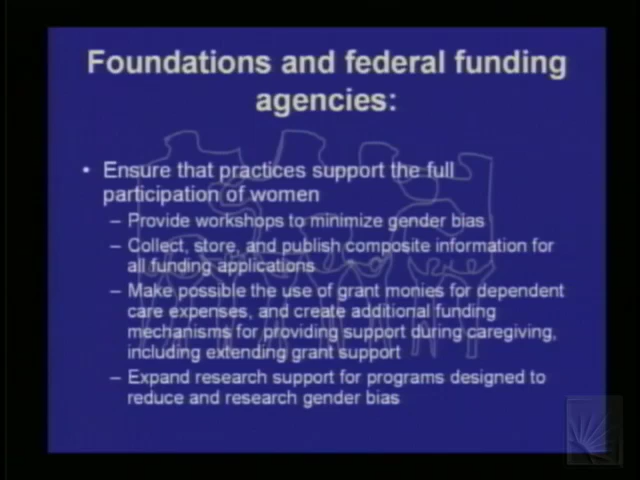 Foundations and federal funding
agencies:
• Ensure that practices support the full
participation of women
– Provide workshops to minimize gender bias
– Collect, store, and publish composite information for
all funding applications
– Make possible the use of grant monies for dependent
care expenses, and create additional funding
mechanisms for providing support during caregiving,
including extending grant support
– Expand research support for programs designed to
reduce and research gender bias